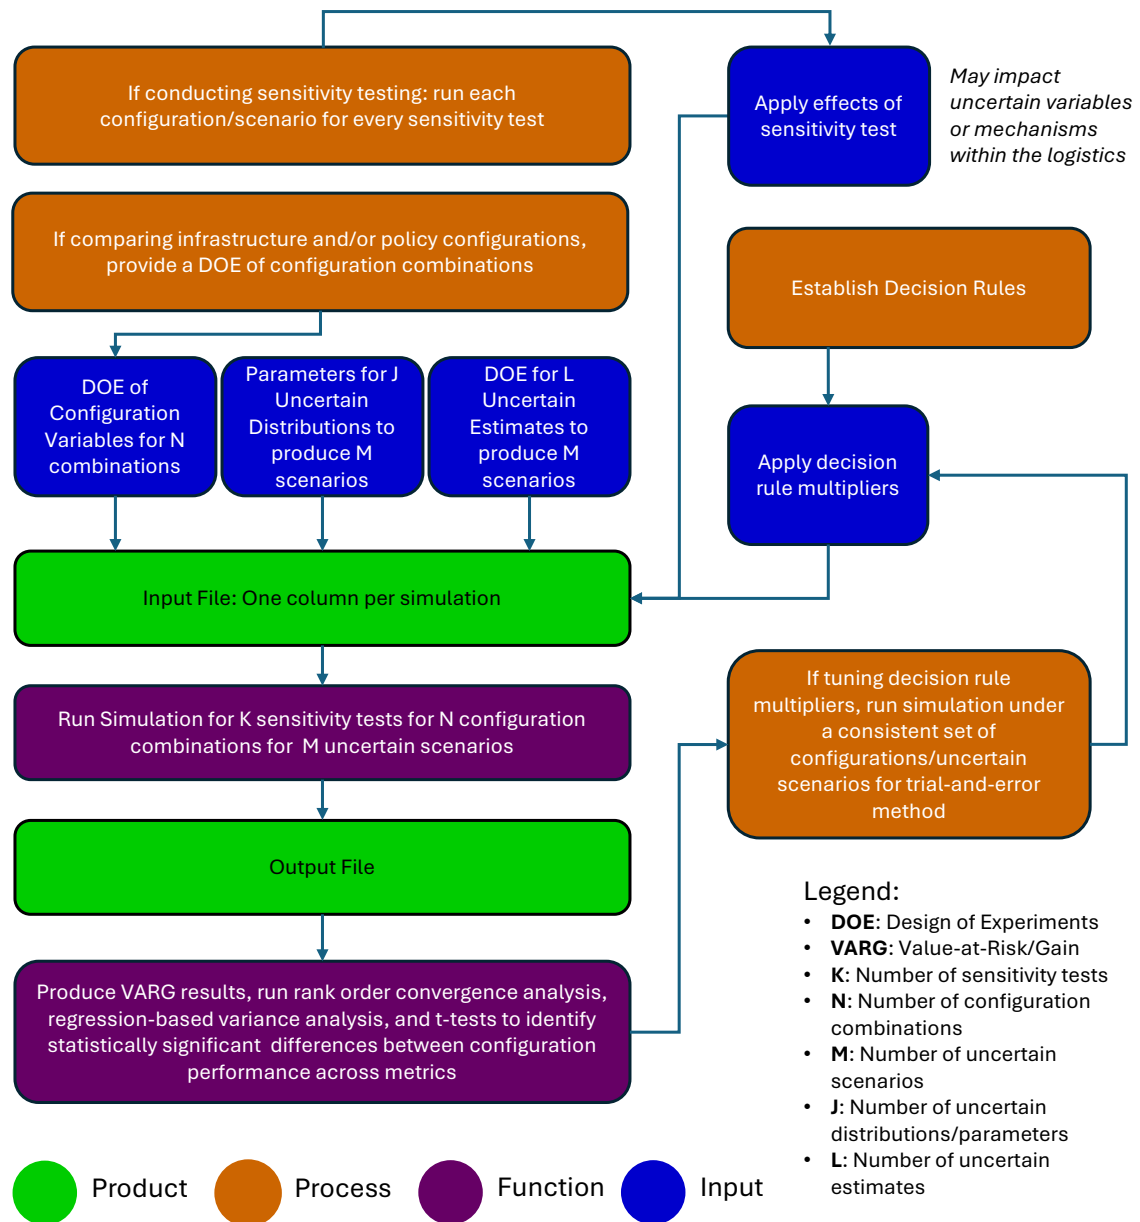 If conducting sensitivity testing: run each
configuration/scenario for every sensitivity test
Apply effects of
sensitivity test
May impact
uncertain variables
or mechanisms
within the logistics
If comparing infrastructure and/or policy configurations,
provide a DOE of configuration combinations
Establish Decision Rules
DOE of
Configuration
Variables for N
combinations
Parameters for J
Uncertain
Distributions to
produce M
scenarios
DOE for L
Uncertain
Estimates to
produce M
scenarios
Apply decision
rule multipliers
Input File: One column per simulation
Run Simulation for K sensitivity tests for N configuration
combinations for M uncertain scenarios
If tuning decision rule
multipliers, run simulation under
a consistent set of
configurations/uncertain
scenarios for trial-and-error
method
Output File
Produce VARG results, run rank order convergence analysis,
regression-based variance analysis, and t-tests to identify
statistically significant differences between configuration
performance across metrics
Legend:
• DOE: Design of Experiments
• VARG: Value-at-Risk/Gain
• K: Number of sensitivity tests
• N: Number of configuration
combinations
• M: Number of uncertain
scenarios
• J: Number of uncertain
distributions/parameters
• L: Number of uncertain
estimates
Product
Process
Function
Input